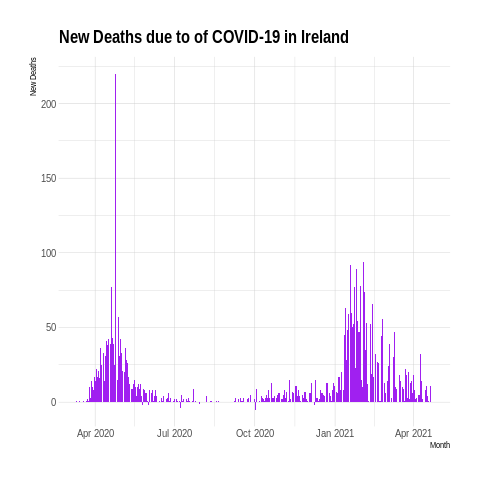 New Deaths due to of COVID-19 in Ireland
New Deaths
200
150
100
50
0
Apr 2020 Jul 2020 Oct 2020 Jan 2021 Apr 2021
Month